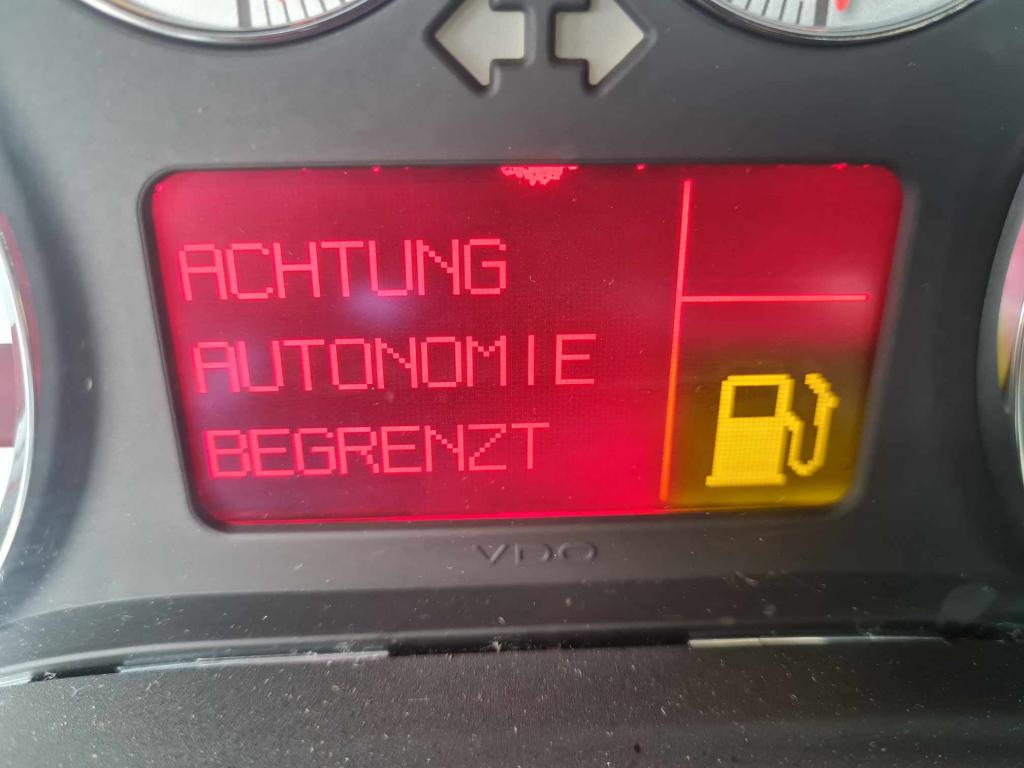 ACHTUNG
AUTONOMIE
BEGRENZT
VDO